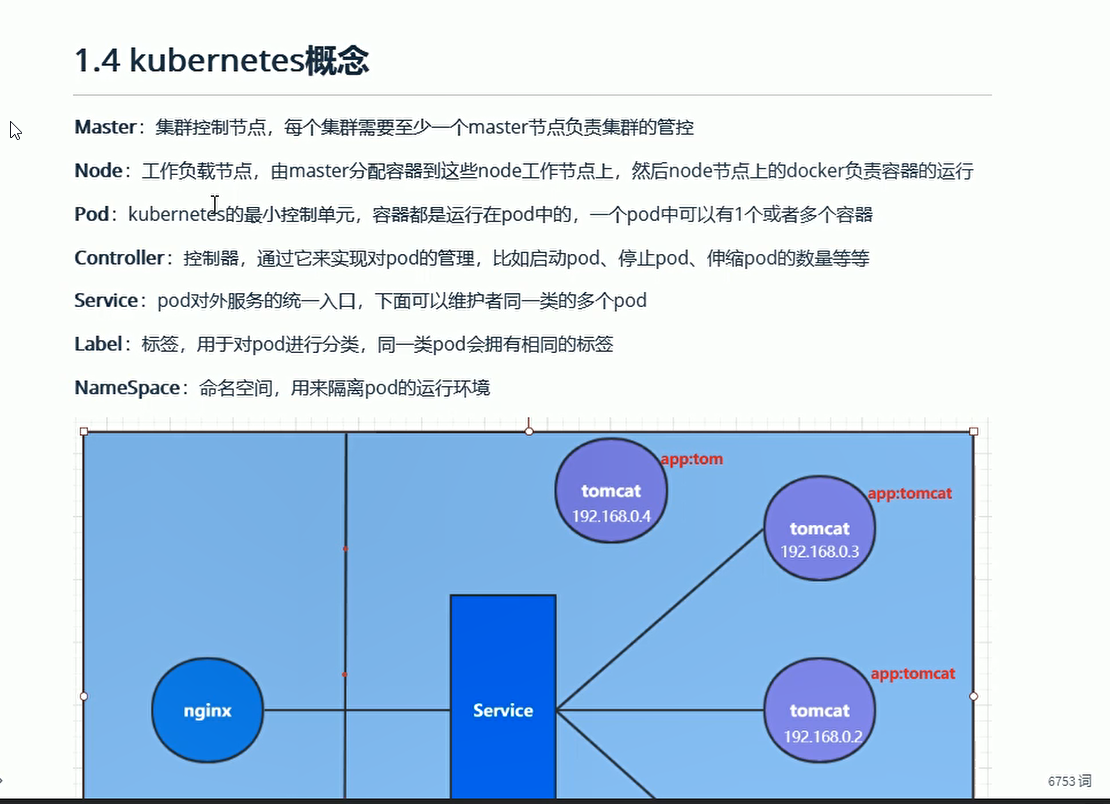 1.4 kubernetes概念
Master：集群控制节点，每个集群需要至少一个master节点负责集群的管控
Node：工作负载节点，由master分配容器到这些node工作节点上，然后node节点上的docker负责容器的运行
Pod：kubernetes的最小控制单元，容器都是运行在pod中的，一个pod中可以有1个或者多个容器
Controller：控制器，通过它来实现对pod的管理，比如启动pod、停止pod、伸缩pod的数量等等
Service：pod对外服务的统一入口，下面可以维护者同一类的多个pod
Label：标签，用于对pod进行分类，同一类pod会拥有相同的标签
NameSpace：命名空间，用来隔离pod的运行环境
app:tom
tomcat
192.168.0.4
app:tomcat
tomcat
192.168.0.3
app:tomcat
nginx
Service
tomcat
192.168.0.2
6753 词